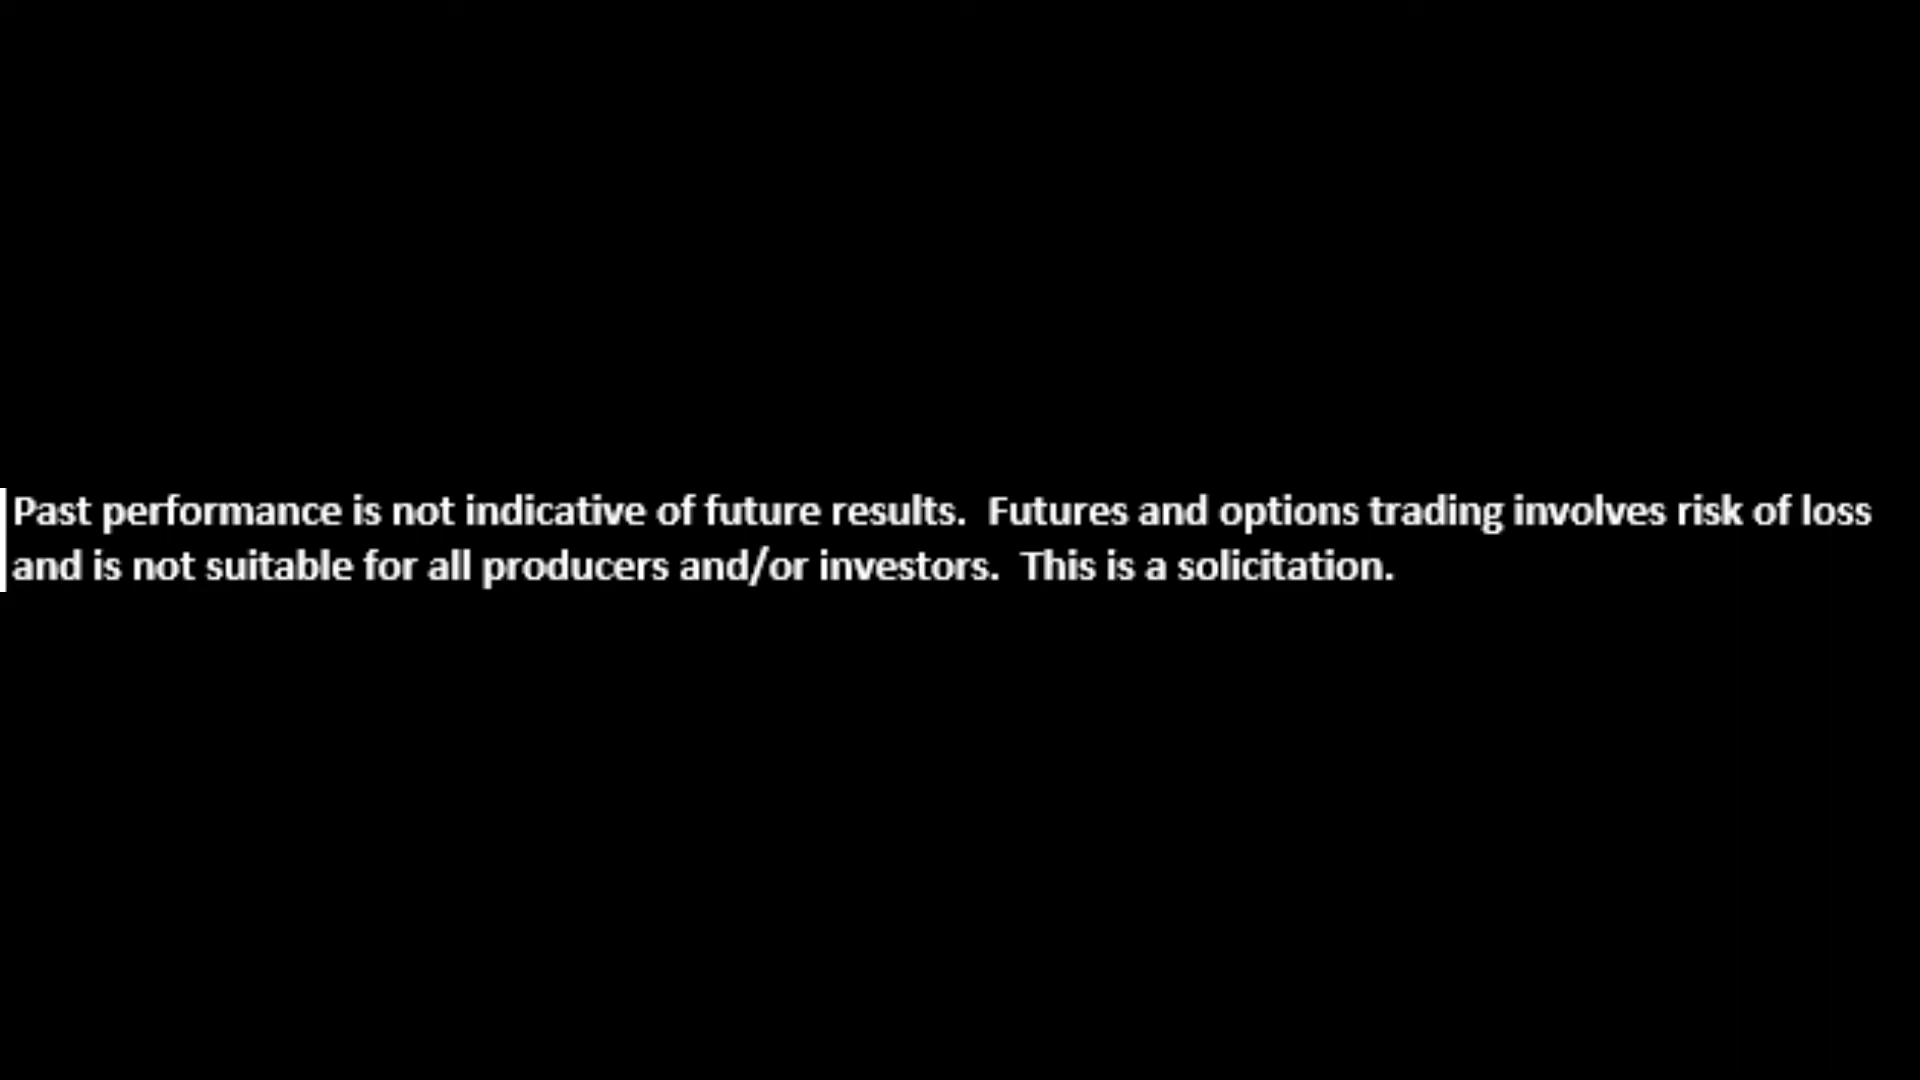 Past performance is not indicative of future results.  Futures and options trading involves risk of loss
and is not suitable for all producers and/or investors.  This is a solicitation.